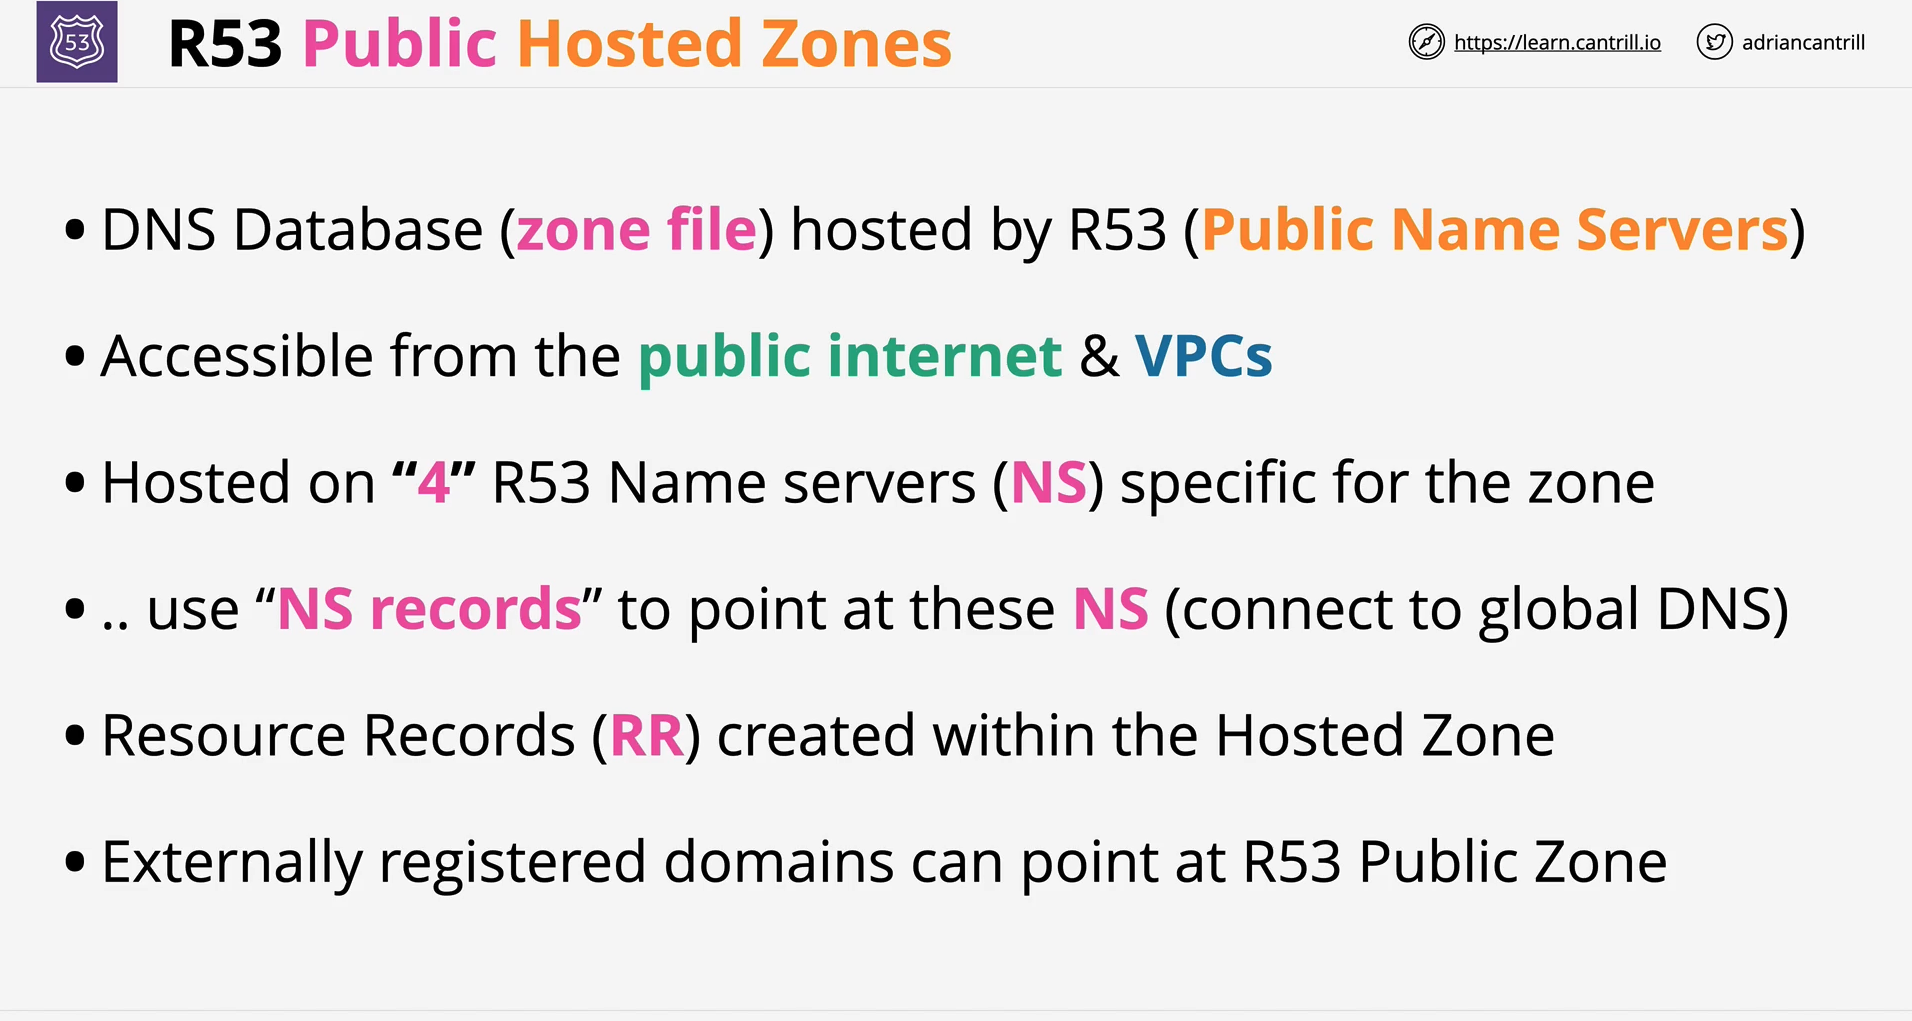 53
R53 Public Hosted Zones
https://learn.cantrill.io
adriancantrill
• DNS Database (zone file) hosted by R53 (Public Name Servers)
• Accessible from the public internet & VPCs
• Hosted on “4” R53 Name servers (NS) specific for the zone
• .. use “NS records” to point at these NS (connect to global DNS)
• Resource Records (RR) created within the Hosted Zone
• Externally registered domains can point at R53 Public Zone